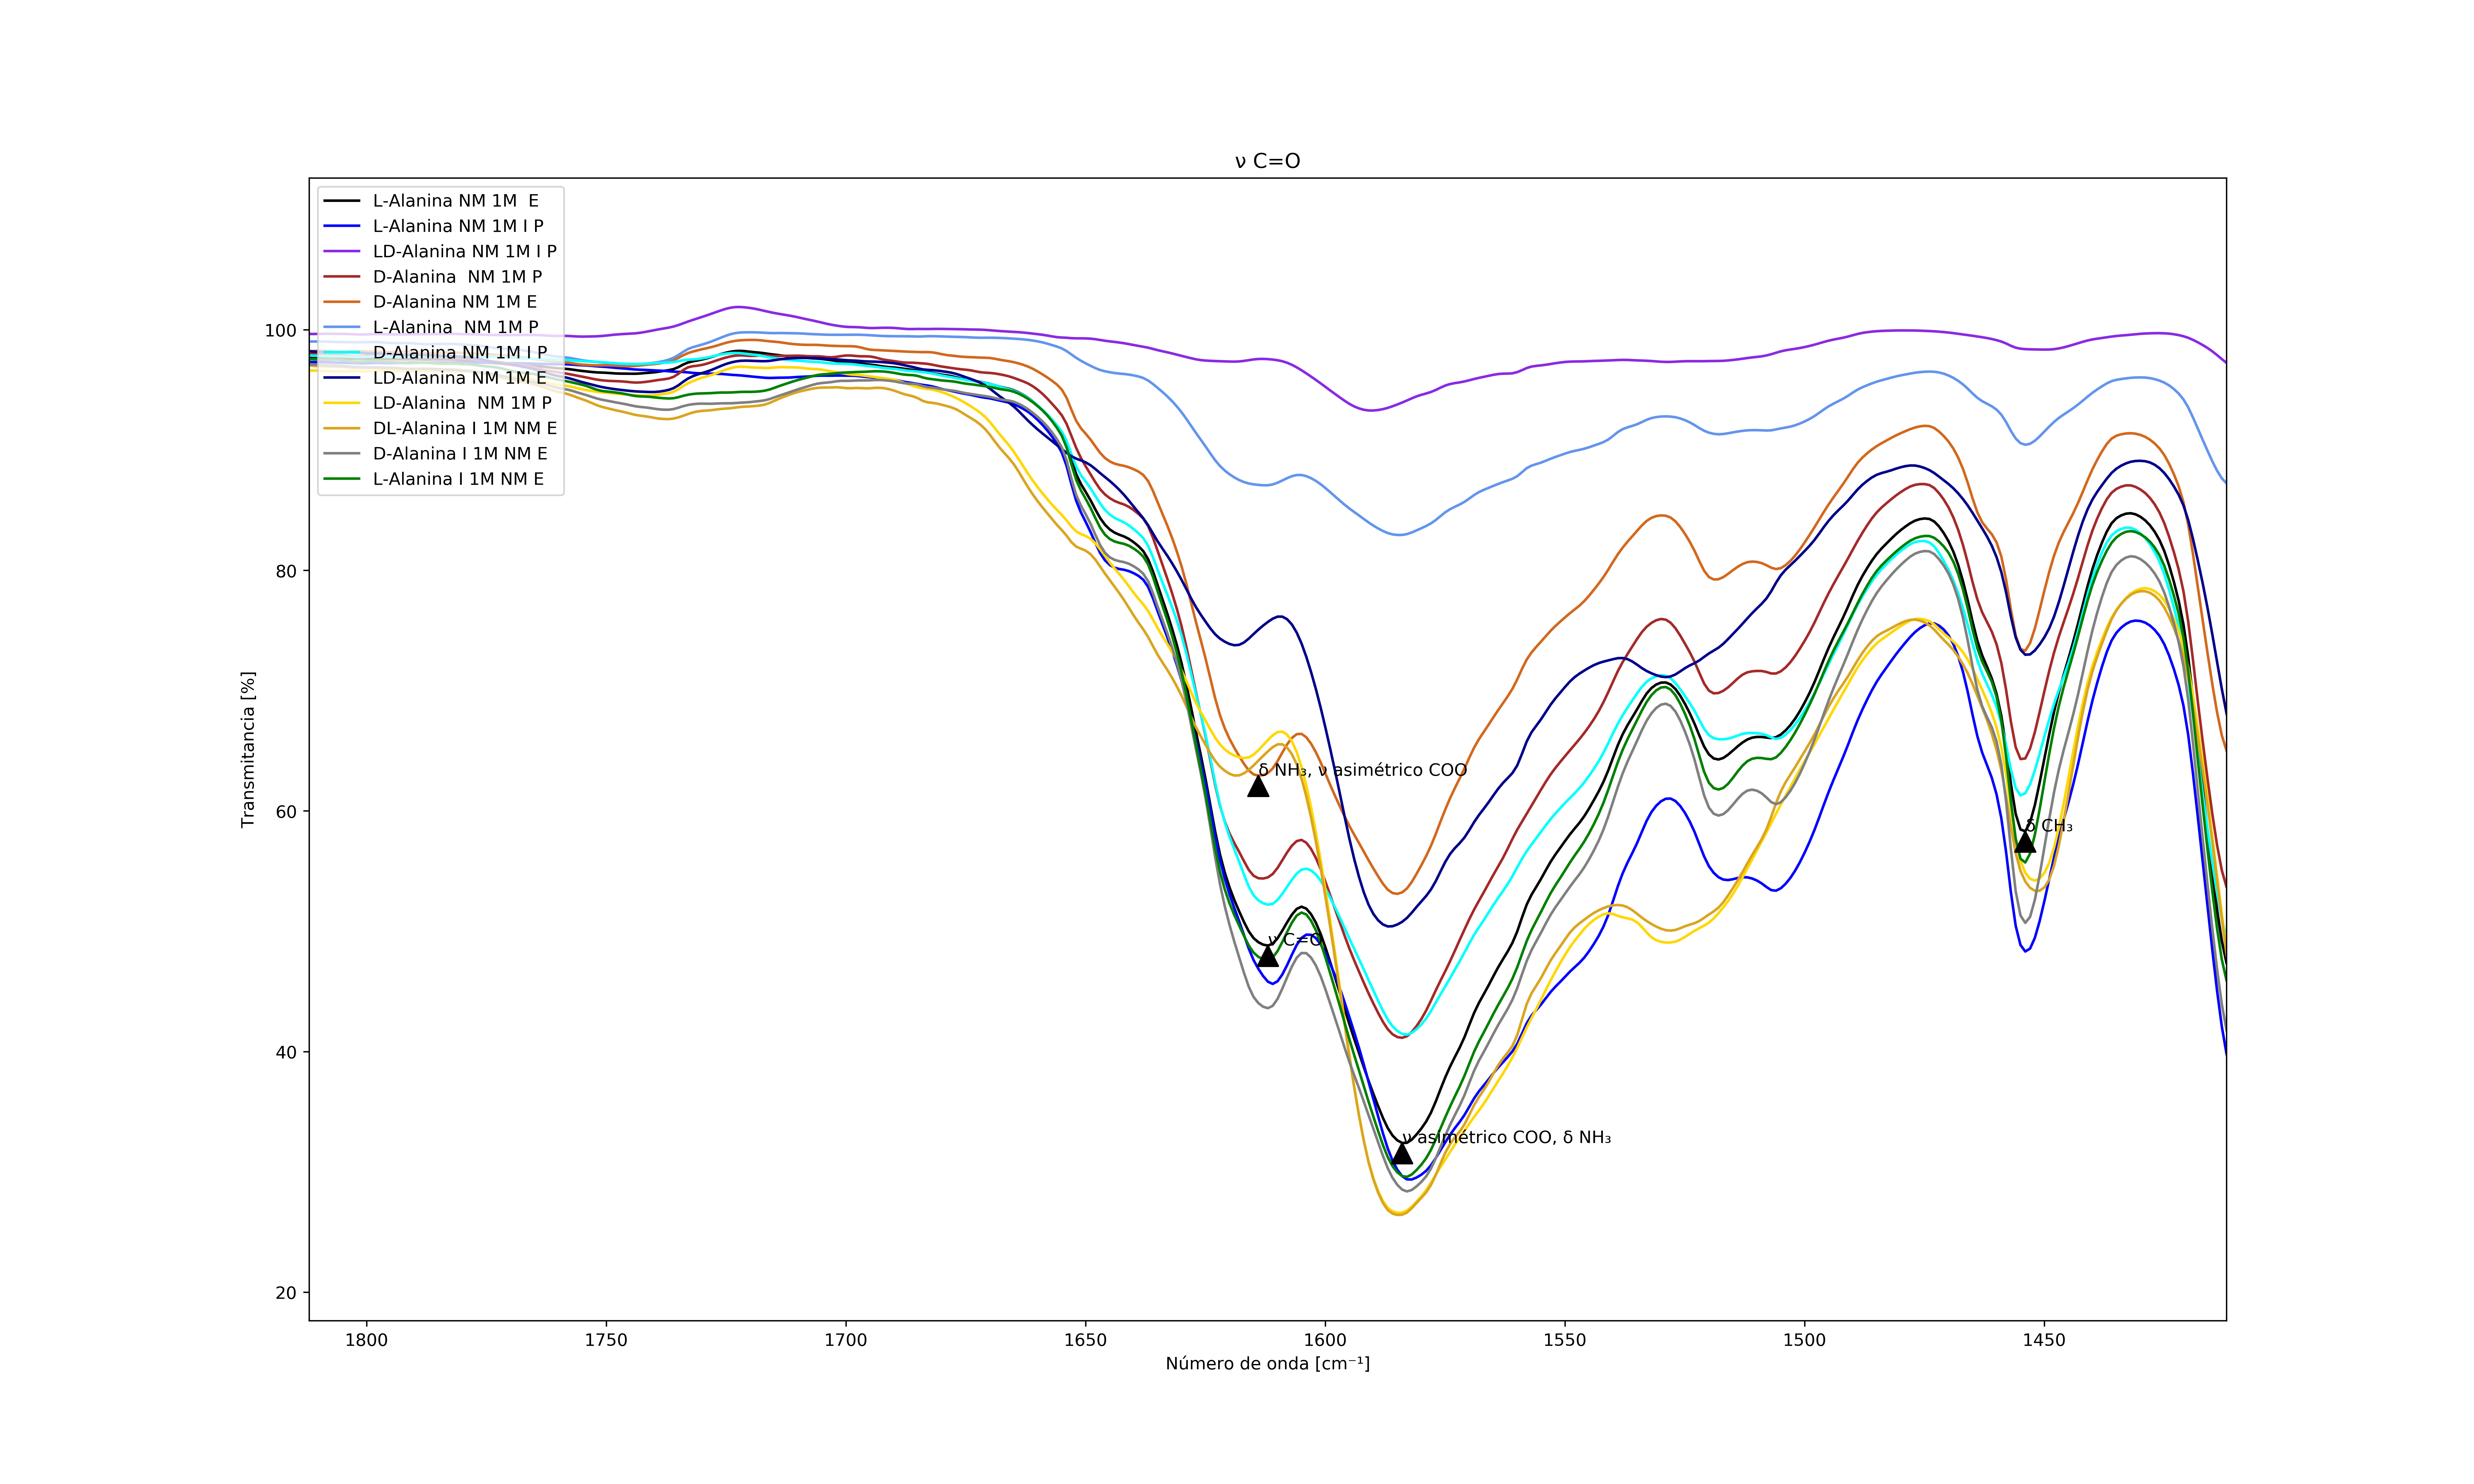 ν C=O
L-Alanina NM 1M  E
L-Alanina NM 1M I P
LD-Alanina NM 1M I P
D-Alanina  NM 1M P
D-Alanina NM 1M E
L-Alanina  NM 1M P
D-Alanina NM 1M I P
LD-Alanina NM 1M E
LD-Alanina  NM 1M P
DL-Alanina I 1M NM E
D-Alanina I 1M NM E
L-Alanina I 1M NM E
100
80
60
40
20
Transmitancia [%]
δ NH₃, ν asimétrico COO
δ CH₃
ν C=O
ν asimétrico COO, δ NH₃
1800 1750 1700 1650 1600 1550 1500 1450
Número de onda [cm⁻¹]